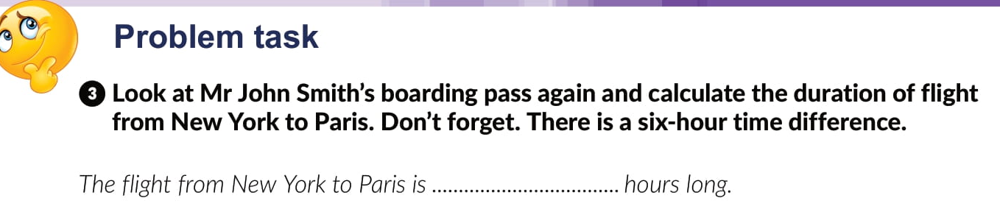 Problem task
3 Look at Mr John Smith's boarding pass again and calculate the duration of flight
from New York to Paris. Don't forget. There is a six-hour time difference.
The flight from New York to Paris is ................................... hours long.